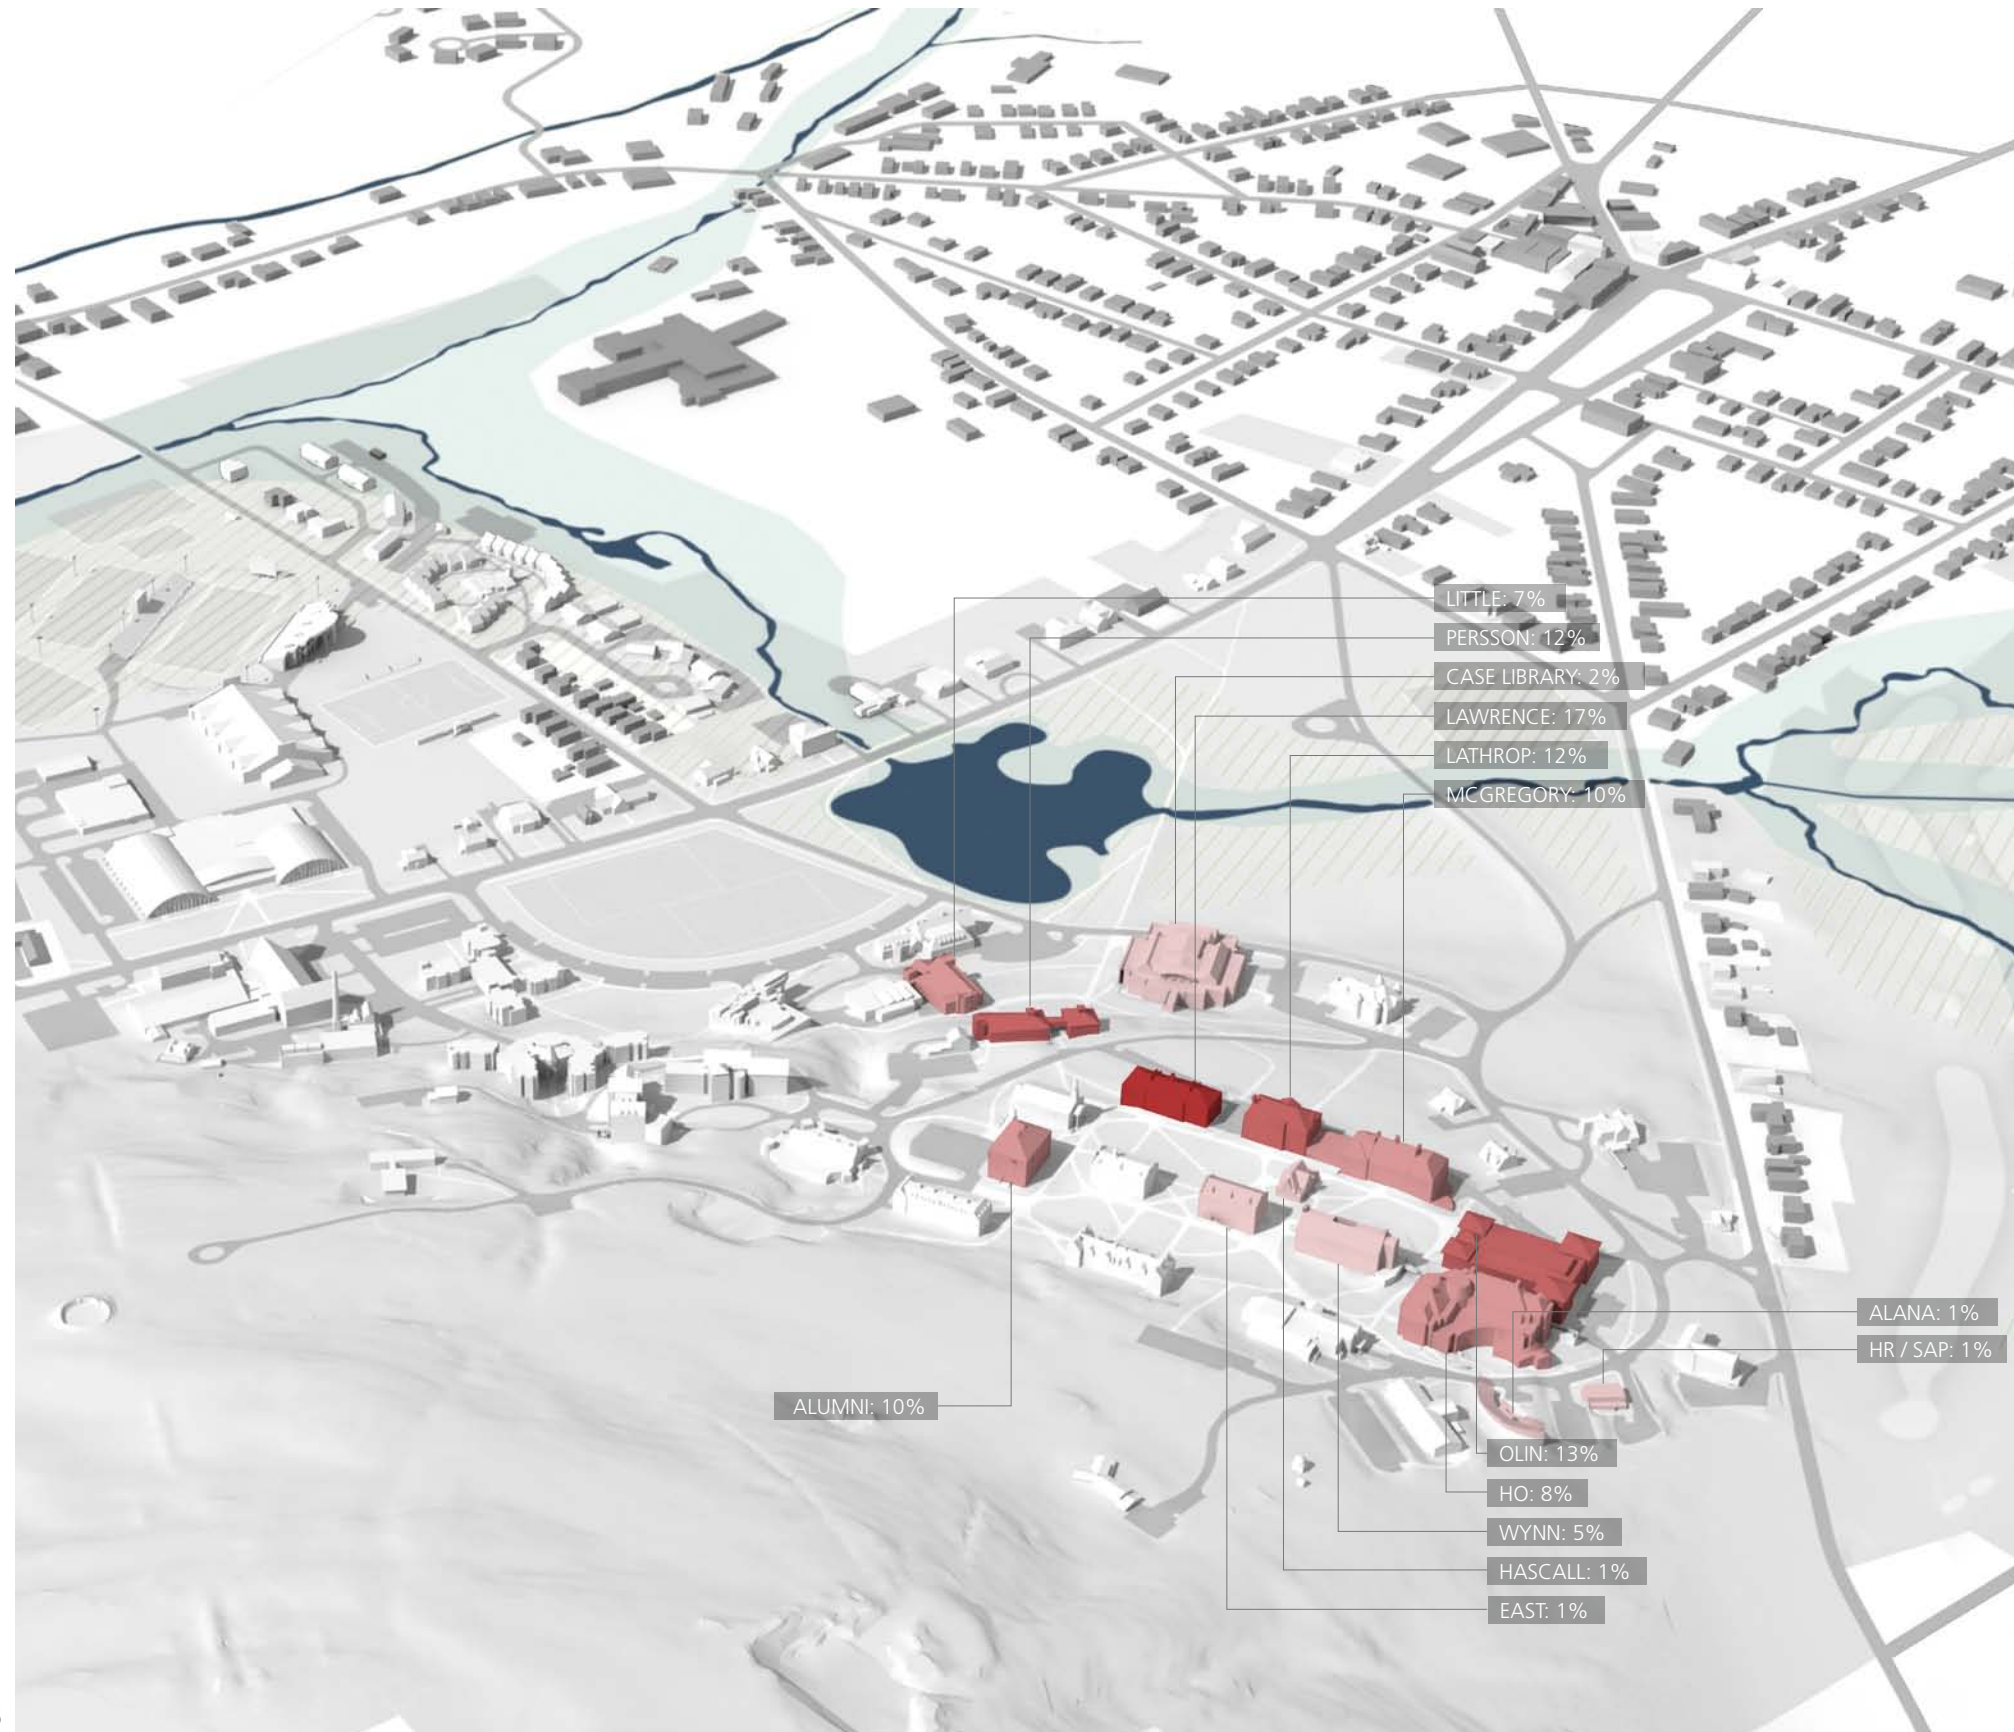 LITTLE: 7%
PERSSON: 12%
CASE LIBRARY: 2%
LAWRENCE: 17%
LATHROP: 12%
MCGREGORY: 10%
ALANA: 1%
HR / SAP: 1%
ALUMNI: 10%
OLIN: 13%
HO: 8%
WYNN: 5%
HASCALL: 1%
EAST: 1%